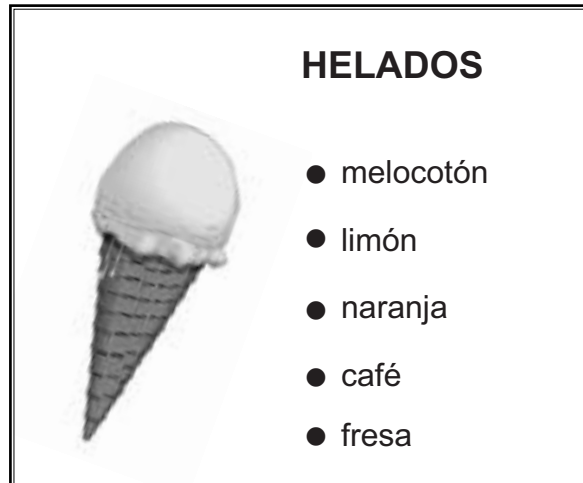 HELADOS
● melocotón
● limón
● naranja
● café
● fresa